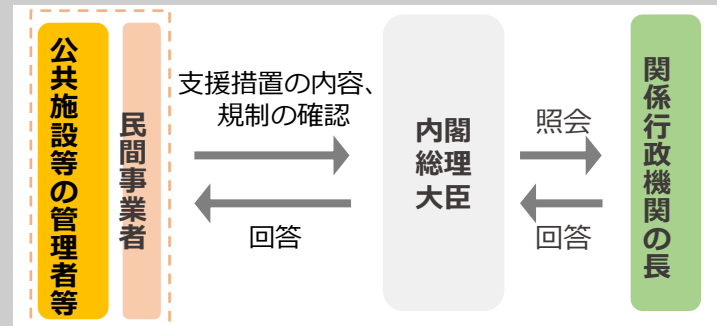 公共施設等の管理者等
民間事業者
支援措置の内容、
規制の確認
回答
内閣
総理
大臣
照会
回答
関係行政機関の長